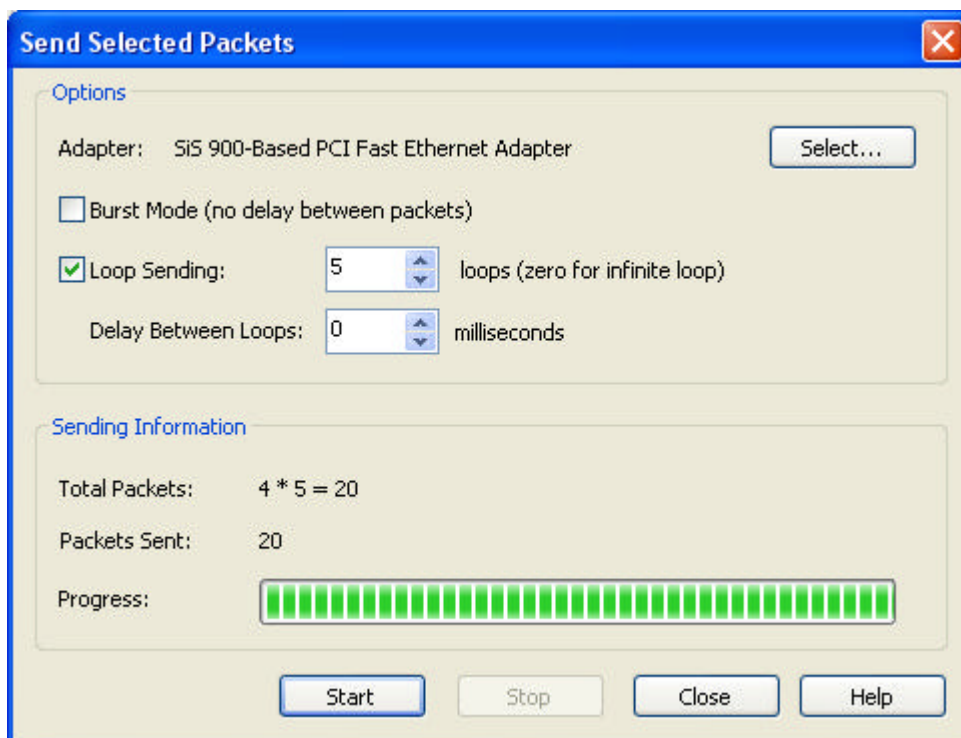 Send Selected Packets
Options
Adapter: SiS 900-Based PCI Fast Ethernet Adapter Select...
Burst Mode (no delay between packets)
Loop Sending: 5 loops (zero for infinite loop)
Delay Between Loops: 0 milliseconds
Sending Information
Total Packets: 4 * 5 = 20
Packets Sent: 20
Progress:
Start Stop Close Help